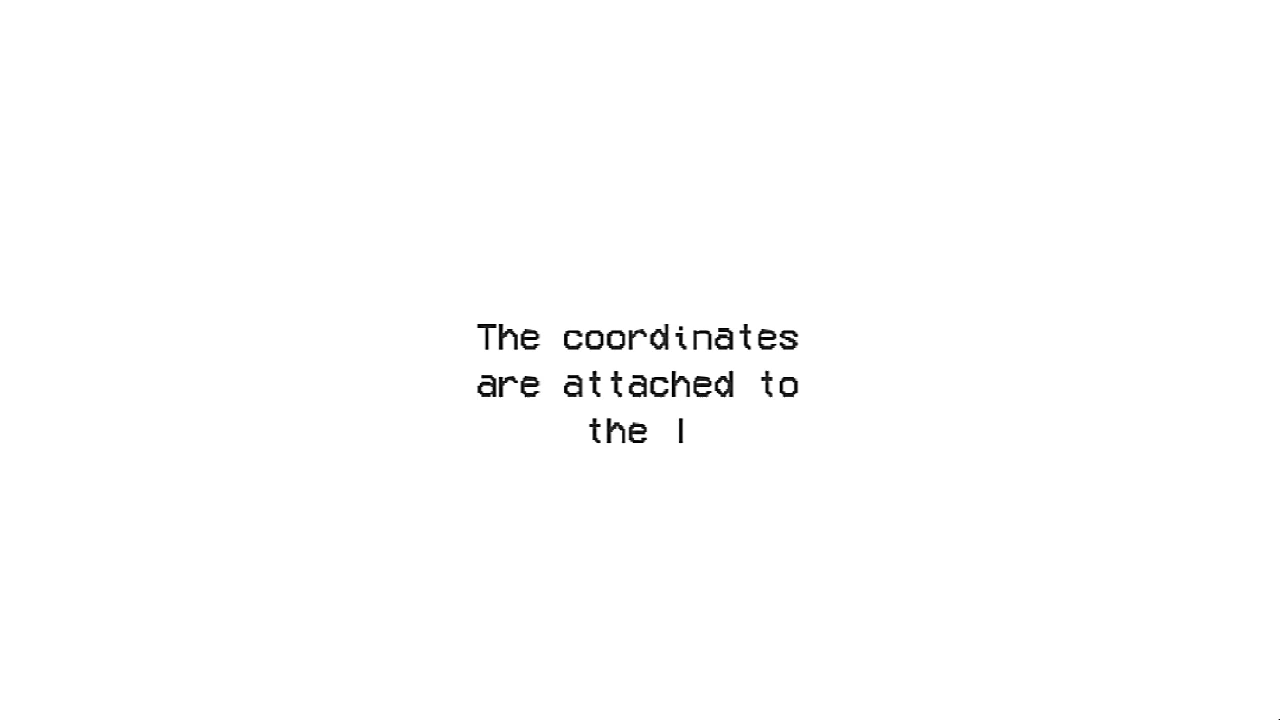 The coordinates
are attached to
the l